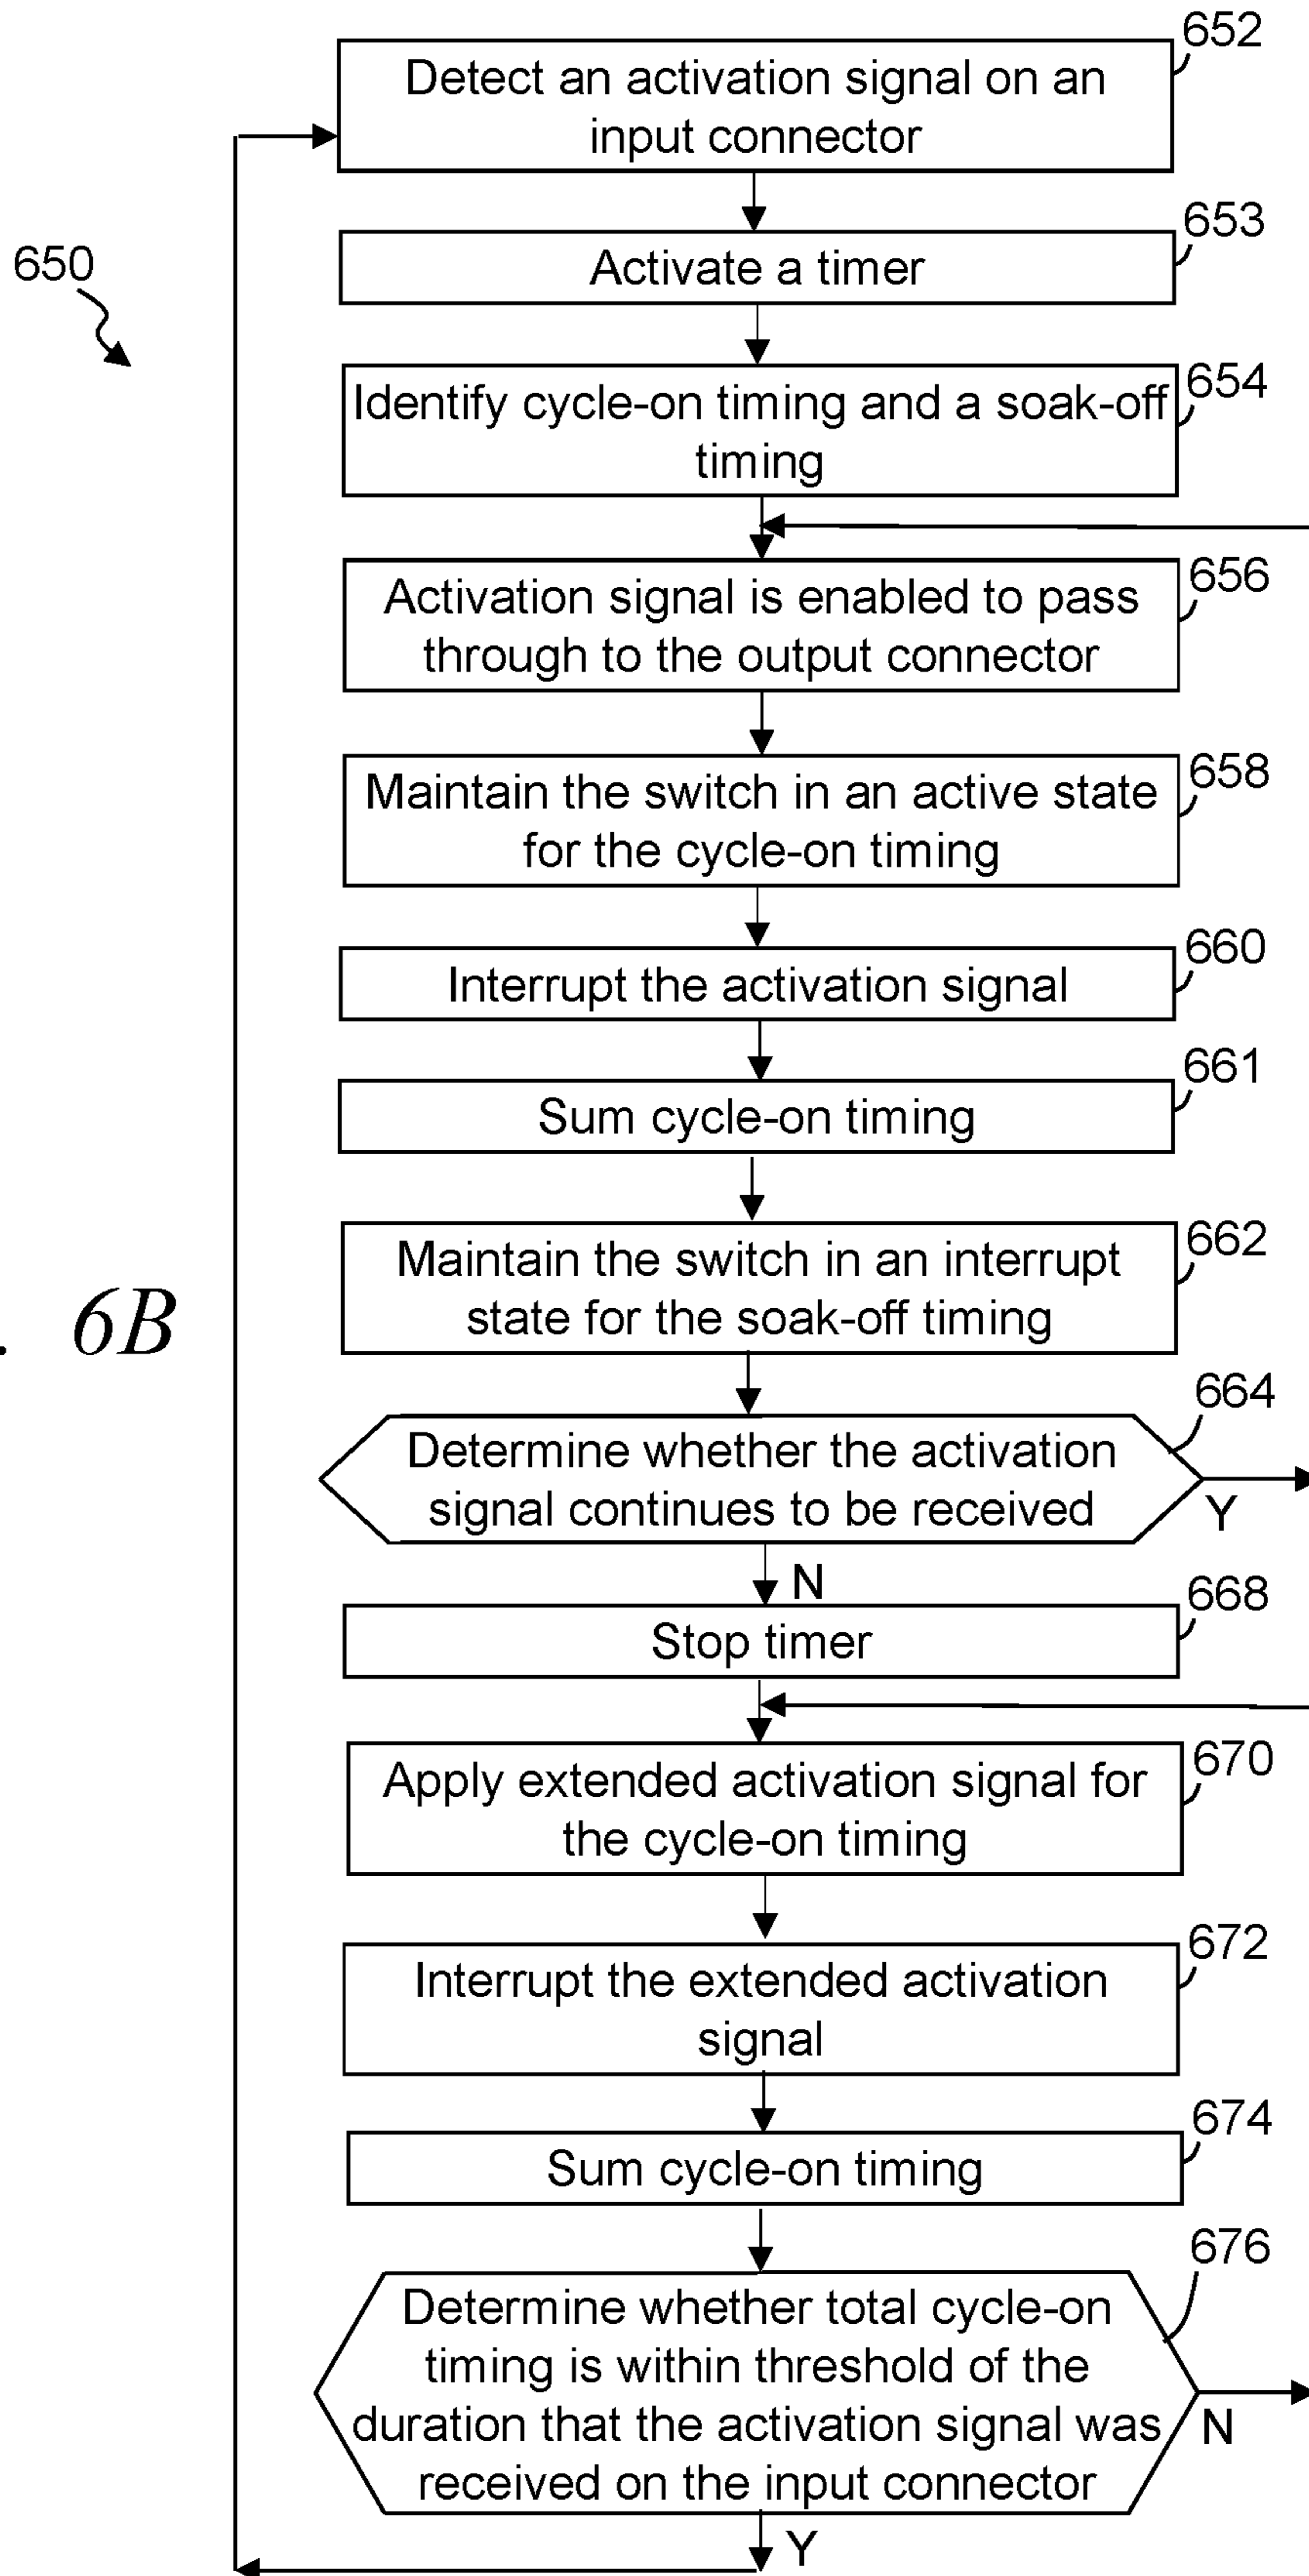 652
Detect an activation signal on an
input connector
653
Activate a timer
650
654
Identify cycle-on timing and a soak-off
timing
656
Activation signal is enabled to pass
through to the output connector
658
Maintain the switch in an active state
for the cycle-on timing
660
Interrupt the activation signal
661
Sum cycle-on timing
662
Maintain the switch in an interrupt
state for the soak-off timing
. 6B
664
Determine whether the activation
signal continues to be received
Y
N
668
Stop timer
670
Apply extended activation signal for
the cycle-on timing
672
Interrupt the extended activation
signal
674
Sum cycle-on timing
676
Determine whether total cycle-on
timing is within threshold of the
duration that the activation signal was
received on the input connector
N
Y